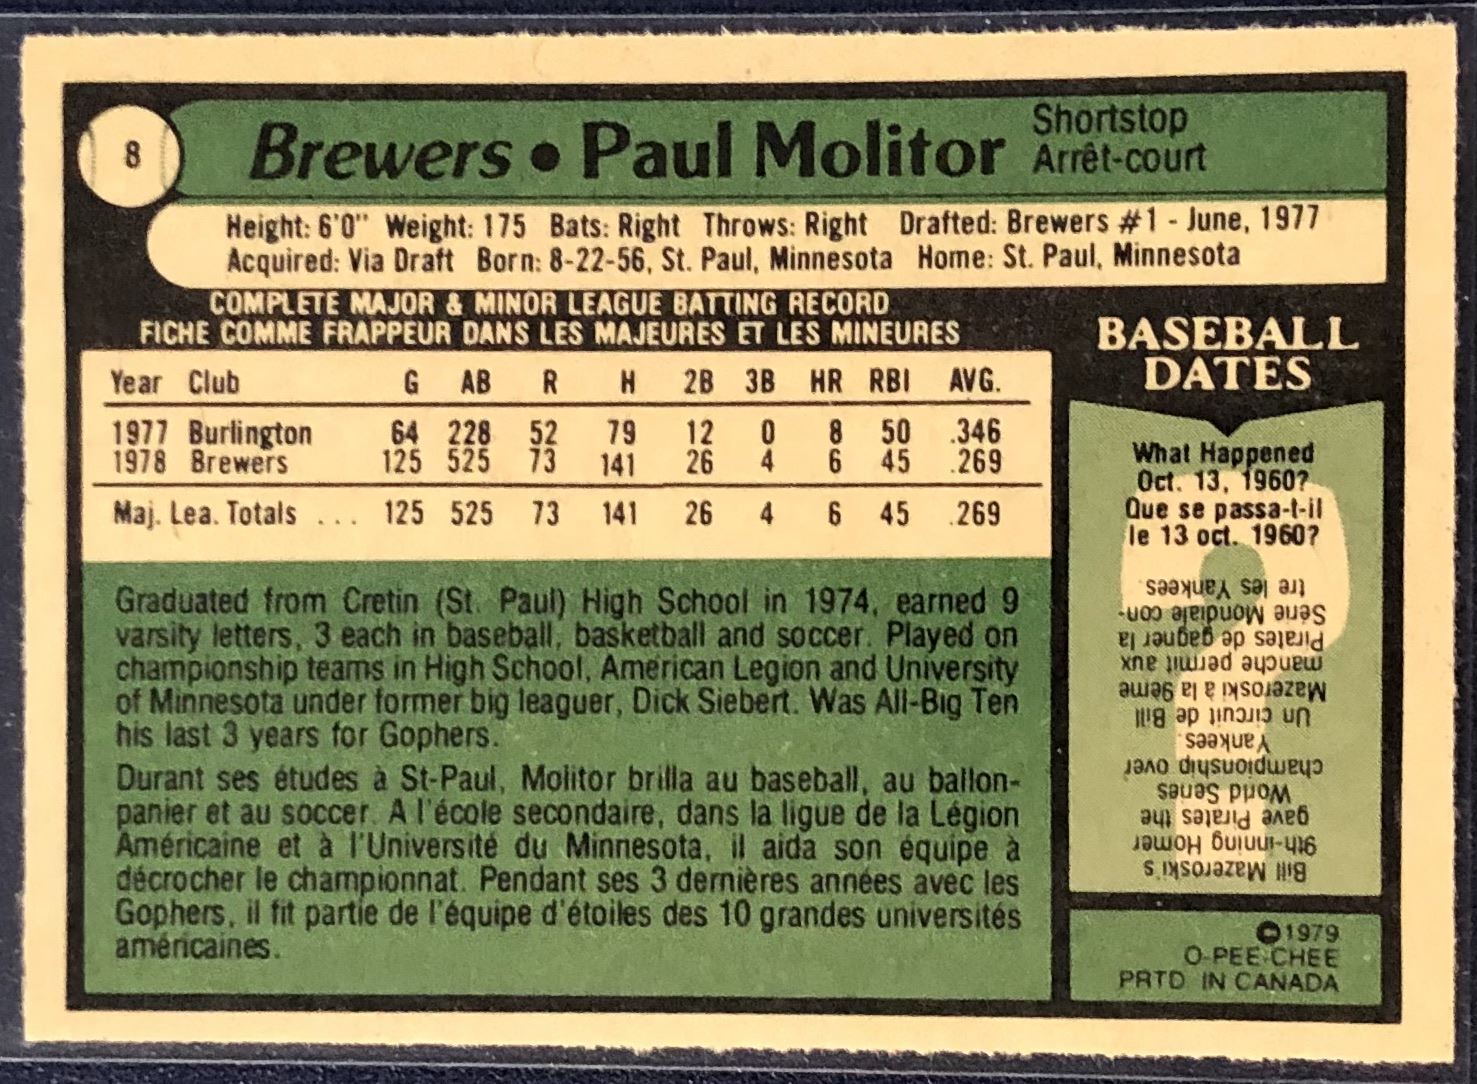 8
Brewers • Paul Molitor
Shortstop
Arrêt-court
Height: 6'0" Weight: 175 Bats: Right Throws: Right Drafted: Brewers #1 - June, 1977
Acquired: Via Draft Born: 8-22-56, St. Paul, Minnesota Home: St. Paul, Minnesota
COMPLETE MAJOR & MINOR LEAGUE BATTING RECORD
FICHE COMME FRAPPEUR DANS LES MAJEURES ET LES MINEURES
Year Club G AB R H 2B 3B HR RBI AVG.
1977 Burlington 64 228 52 79 12 0 8 50 .346
1978 Brewers 125 525 73 141 26 4 6 45 .269
Maj. Lea. Totals ... 125 525 73 141 26 4 6 45 .269
Graduated from Cretin (St. Paul) High School in 1974, earned 9
varsity letters, 3 each in baseball, basketball and soccer. Played on
championship teams in High School, American Legion and University
of Minnesota under former big leaguer, Dick Siebert. Was All-Big Ten
his last 3 years for Gophers.
Durant ses études à St-Paul, Molitor brilla au baseball, au ballon-
panier et au soccer. A l'école secondaire, dans la ligue de la Légion
Américaine et à l'Université du Minnesota, il aida son équipe à
décrocher le championnat. Pendant ses 3 dernières années avec les
Gophers, il fit partie de l'équipe d'étoiles des 10 grandes universités
américaines.
BASEBALL
DATES
What Happened
Oct. 13, 1960?
Que se passa-t-il
le 13 oct. 1960?
Bill Mazeroski's
9th-inning Homer
gave Pirates the
World Series
championship over
Yankees.
Un circuit de Bill
Mazeroski à la 9ème
manche permit aux
Pirates de gagner la
Série Mondiale con-
tre les Yankees.
©1979
O-PEE-CHEE
PRTD IN CANADA